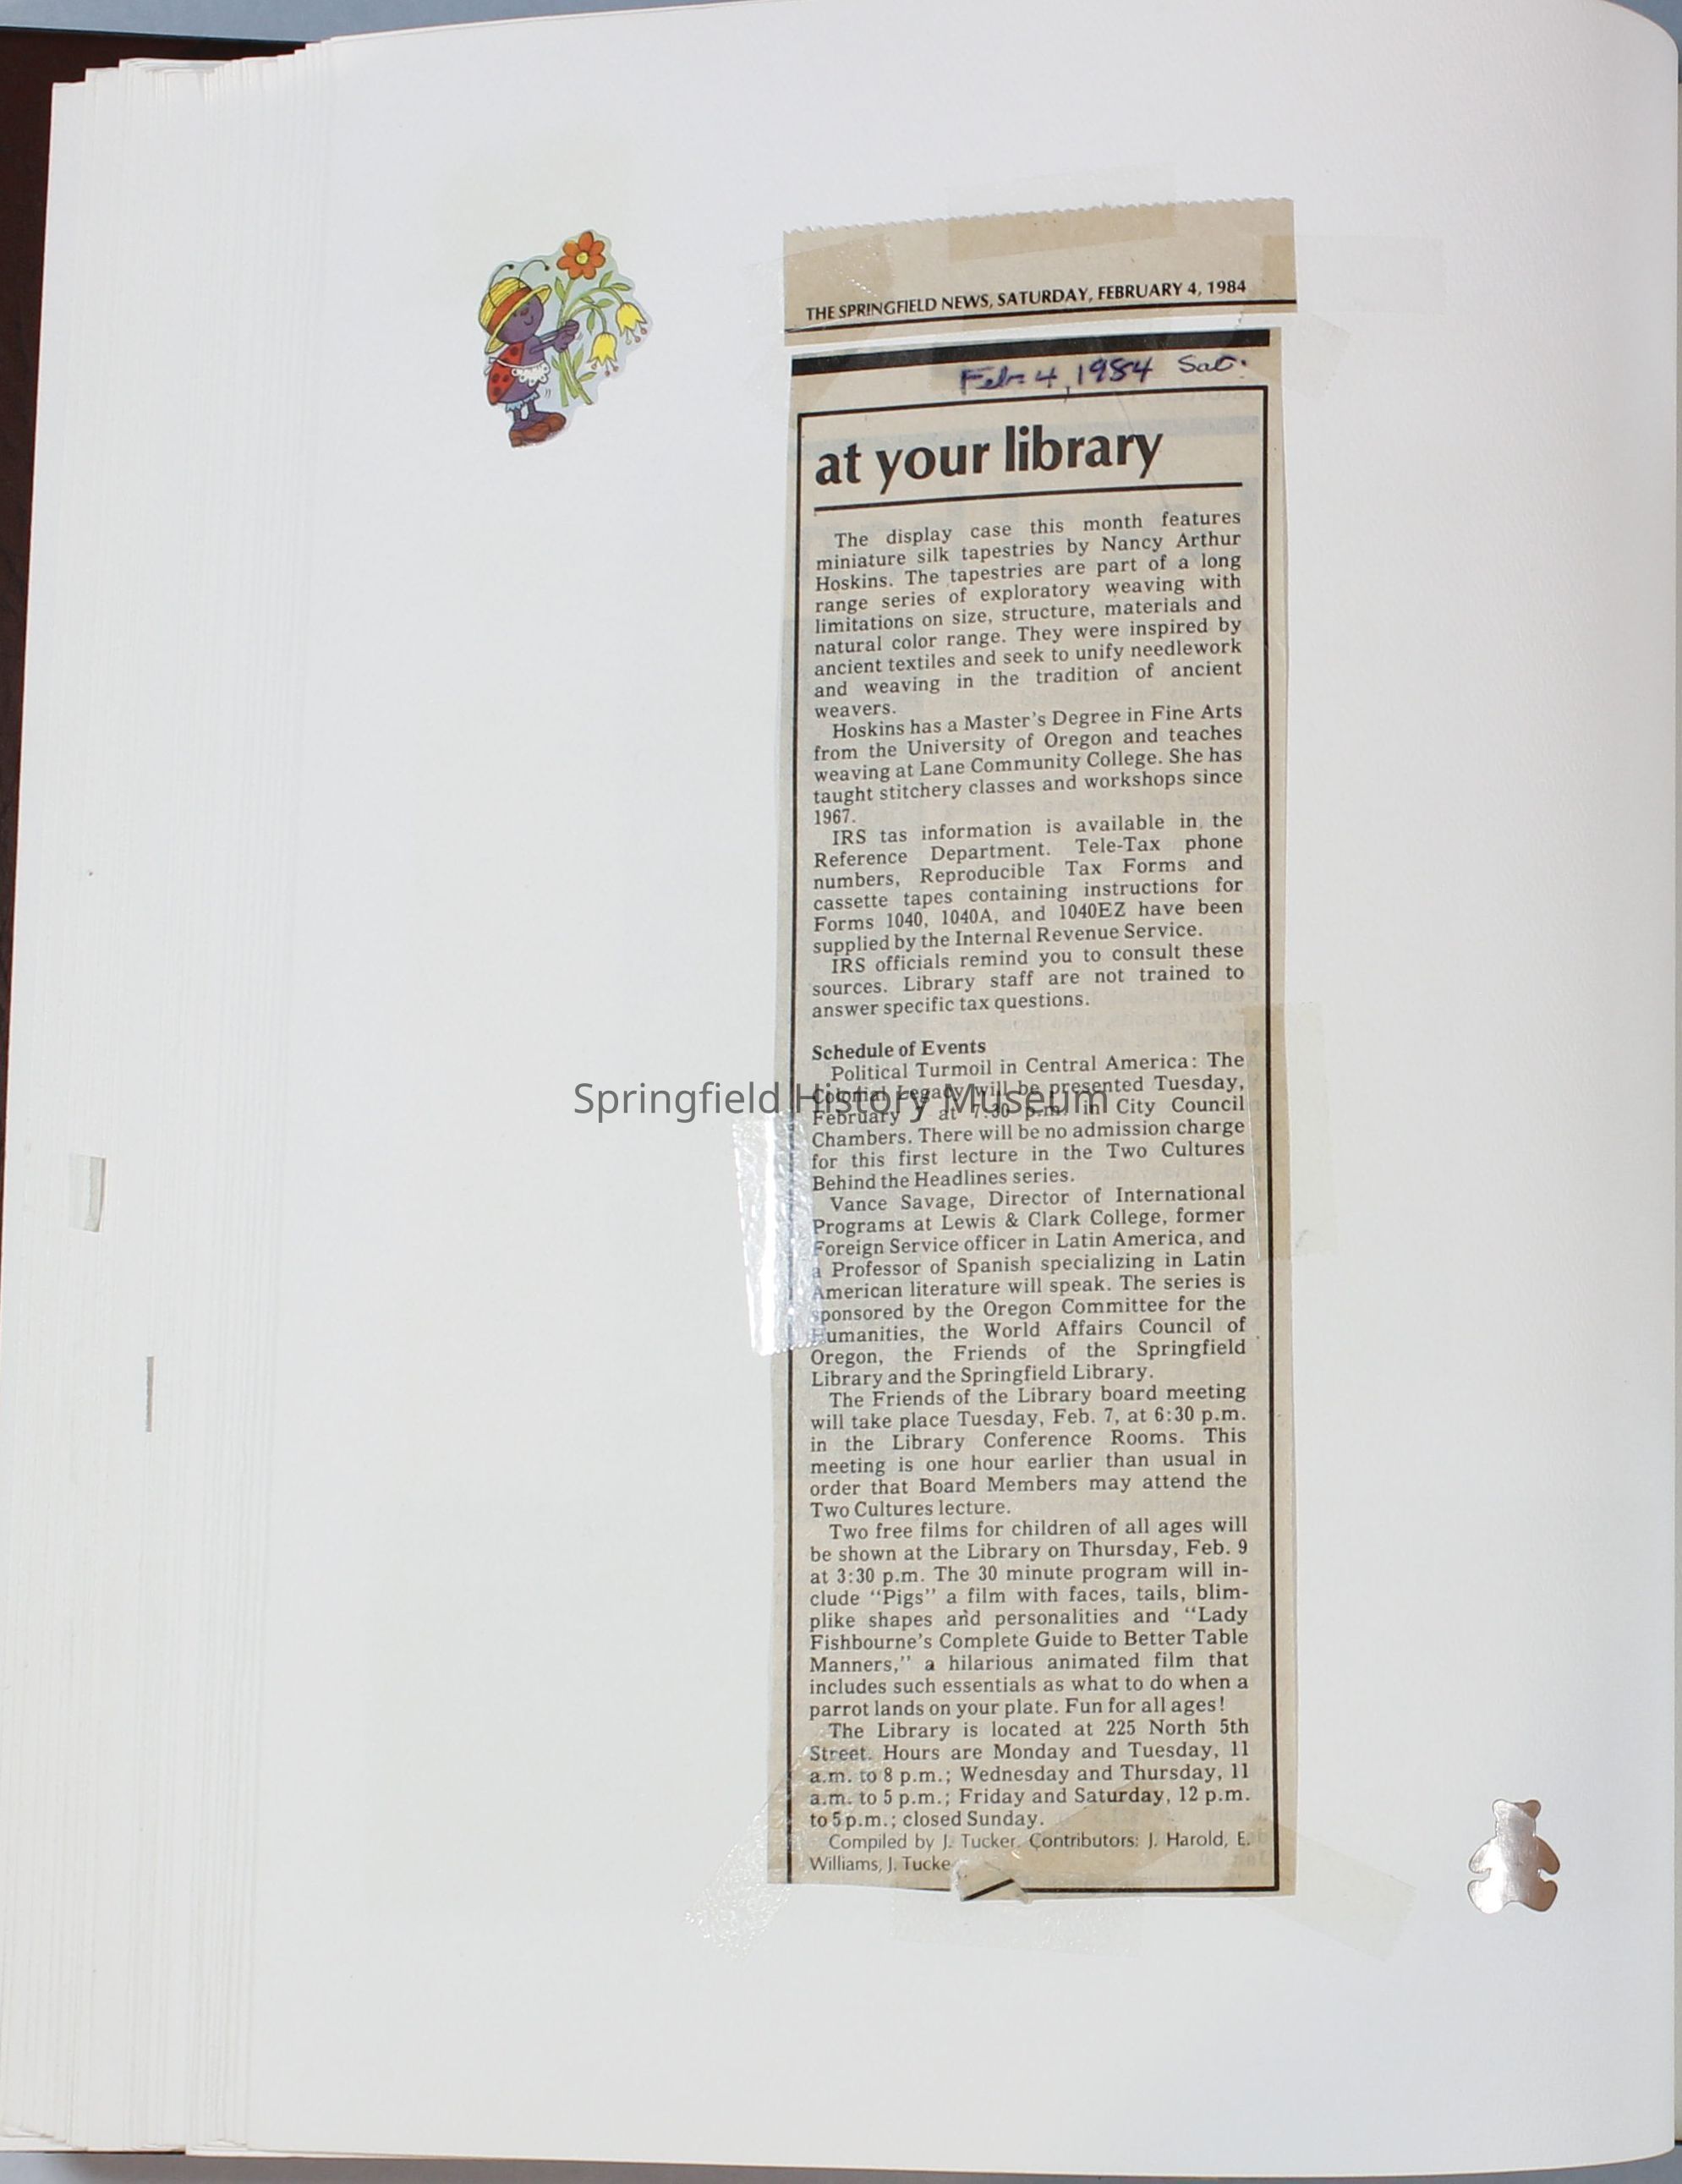 THE SPRINGFIELD NEWS, SATURDAY, FEBRUARY 4, 1984
Feb. 4, 1984 Sat.
at your library
The display case this month features
miniature silk tapestries by Nancy Arthur
Hoskins. The tapestries are part of a long
range series of exploratory weaving with
limitations on size, structure, materials and
natural color range. They were inspired by
ancient textiles and seek to unify needlework
and weaving in the tradition of ancient
weavers.
Hoskins has a Master's Degree in Fine Arts
from the University of Oregon and teaches
weaving at Lane Community College. She has
taught stitchery classes and workshops since
1967.
IRS tas information is available in the
Reference Department. Tele-Tax phone
numbers, Reproducible Tax Forms and
cassette tapes containing instructions for
Forms 1040, 1040A, and 1040EZ have been
supplied by the Internal Revenue Service.
IRS officials remind you to consult these
sources. Library staff are not trained to
answer specific tax questions.
Schedule of Events
Political Turmoil in Central America: The
Colonial Legacy will be presented Tuesday,
Springfield History Museum
February at 7:30 p.m. in City Council
Chambers. There will be no admission charge
for this first lecture in the Two Cultures
Behind the Headlines series.
Vance Savage, Director of International
Programs at Lewis & Clark College, former
Foreign Service officer in Latin America, and
a Professor of Spanish specializing in Latin
American literature will speak. The series is
sponsored by the Oregon Committee for the
Humanities, the World Affairs Council of
Oregon, the Friends of the Springfield
Library and the Springfield Library.
The Friends of the Library board meeting
will take place Tuesday, Feb. 7, at 6:30 p.m.
in the Library Conference Rooms. This
meeting is one hour earlier than usual in
order that Board Members may attend the
Two Cultures lecture.
Two free films for children of all ages will
be shown at the Library on Thursday, Feb. 9
at 3:30 p.m. The 30 minute program will in-
clude "Pigs" a film with faces, tails, blim-
plike shapes and personalities and "Lady
Fishbourne's Complete Guide to Better Table
Manners," a hilarious animated film that
includes such essentials as what to do when a
parrot lands on your plate. Fun for all ages!
The Library is located at 225 North 5th
Street. Hours are Monday and Tuesday, 11
a.m. to 8 p.m.; Wednesday and Thursday, 11
a.m. to 5 p.m.; Friday and Saturday, 12 p.m.
to 5 p.m.; closed Sunday.
Compiled by J. Tucker. Contributors: J. Harold, E.
Williams, J. Tucke